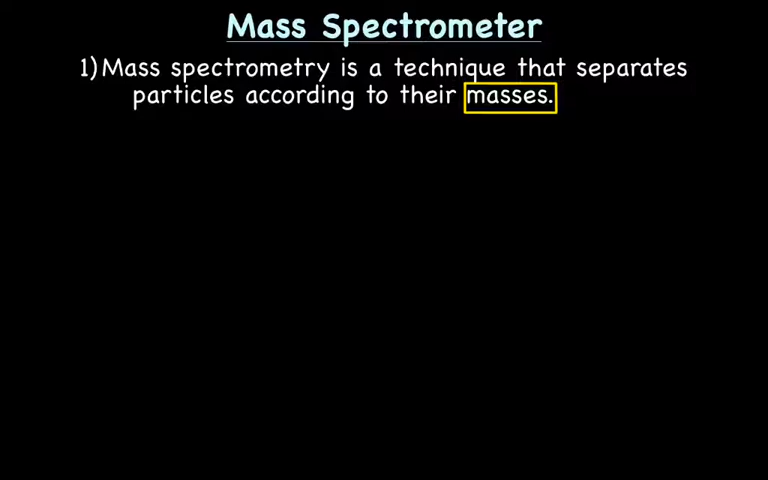 Mass Spectrometer
1) Mass spectrometry is a technique that separates
particles according to their masses.